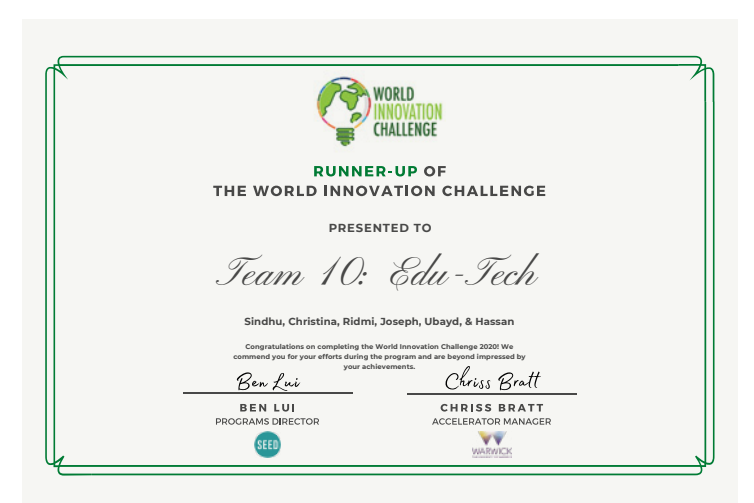 WORLD
INNOVATION
CHALLENGE
RUNNER-UP OF
THE WORLD INNOVATION CHALLENGE
PRESENTED TO
Team 10: Edu-Tech
Sindhu, Christina, Ridmi, Joseph, Ubayd, & Hassan
Congratulations on completing the World Innovation Challenge 2020! We
commend you for your efforts during the program and are beyond impressed by
your achievements.
Ben Lui
Chriss Bratt
BEN LUI
CHRISS BRATT
PROGRAMS DIRECTOR
ACCELERATOR MANAGER
SEED
WARWICK